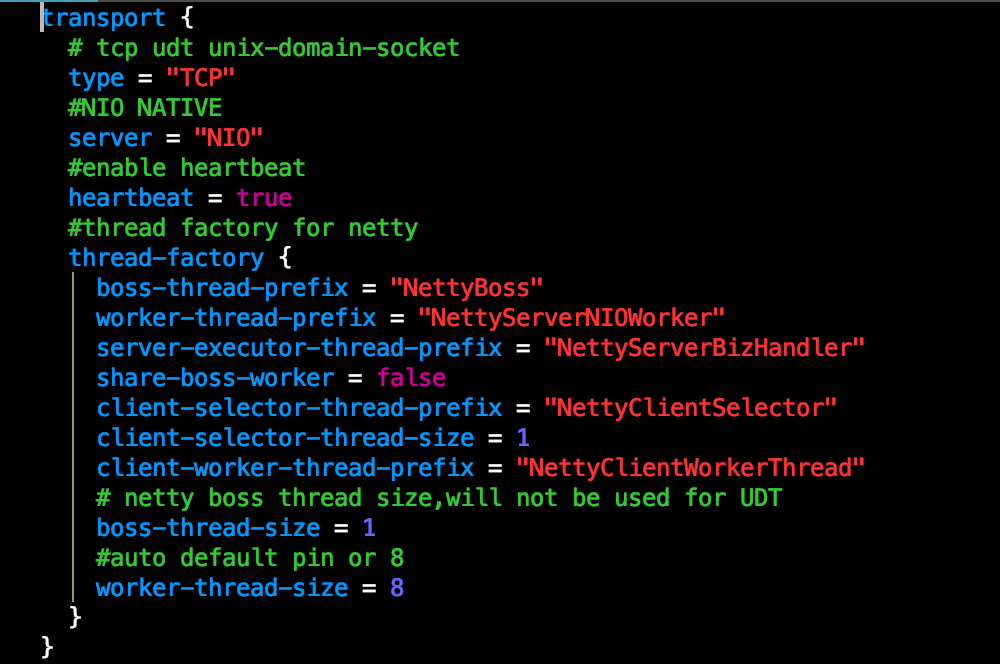 transport {
# tcp udt unix-domain-socket
type = "TCP"
#NIO NATIVE
server = "NIO"
#enable heartbeat
heartbeat = true
#thread factory for netty
thread-factory {
boss-thread-prefix = "NettyBoss"
worker-thread-prefix = "NettyServerNIOWorker"
server-executor-thread-prefix = "NettyServerBizHandler"
share-boss-worker = false
client-selector-thread-prefix = "NettyClientSelector"
client-selector-thread-size = 1
client-worker-thread-prefix = "NettyClientWorkerThread"
# netty boss thread size,will not be used for UDT
boss-thread-size = 1
#auto default pin or 8
worker-thread-size = 8
}
}